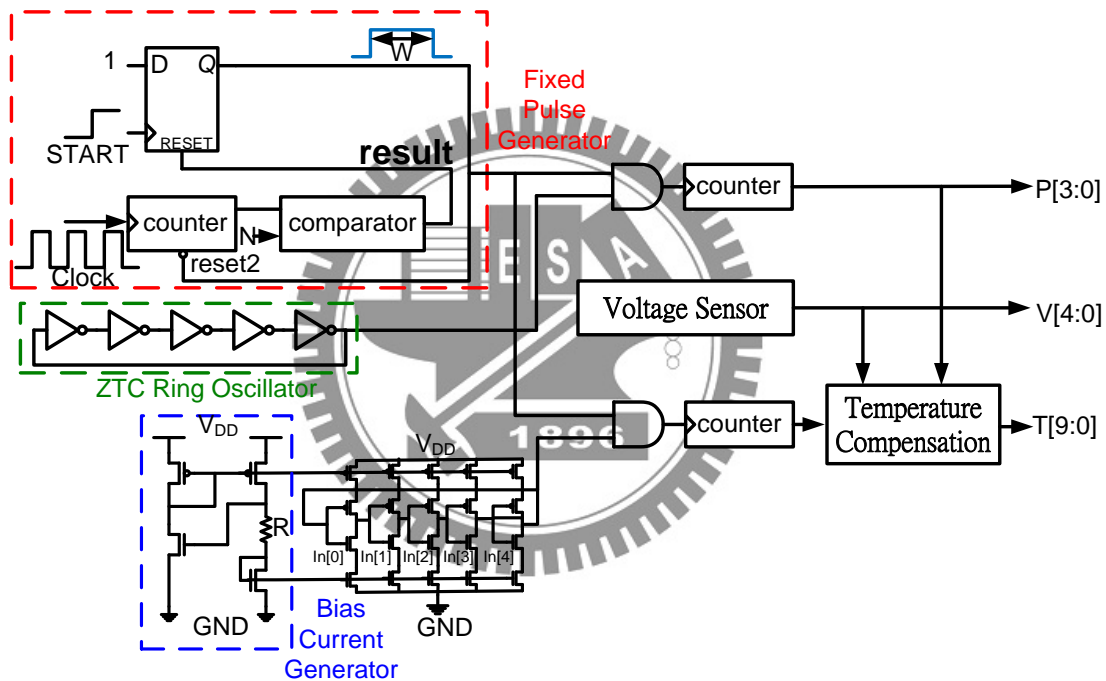 1
D
Q
W
RESET
START
result
Fixed
Pulse
Generator
counter
N
comparator
reset2
Clock
counter
P[3:0]
ESA
Voltage Sensor
V[4:0]
ZTC Ring Oscillator
counter
Temperature
Compensation
T[9:0]
1896
VDD
VDD
R
In[0] In[1] In[2] In[3] In[4]
GND
GND
Bias
Current
Generator